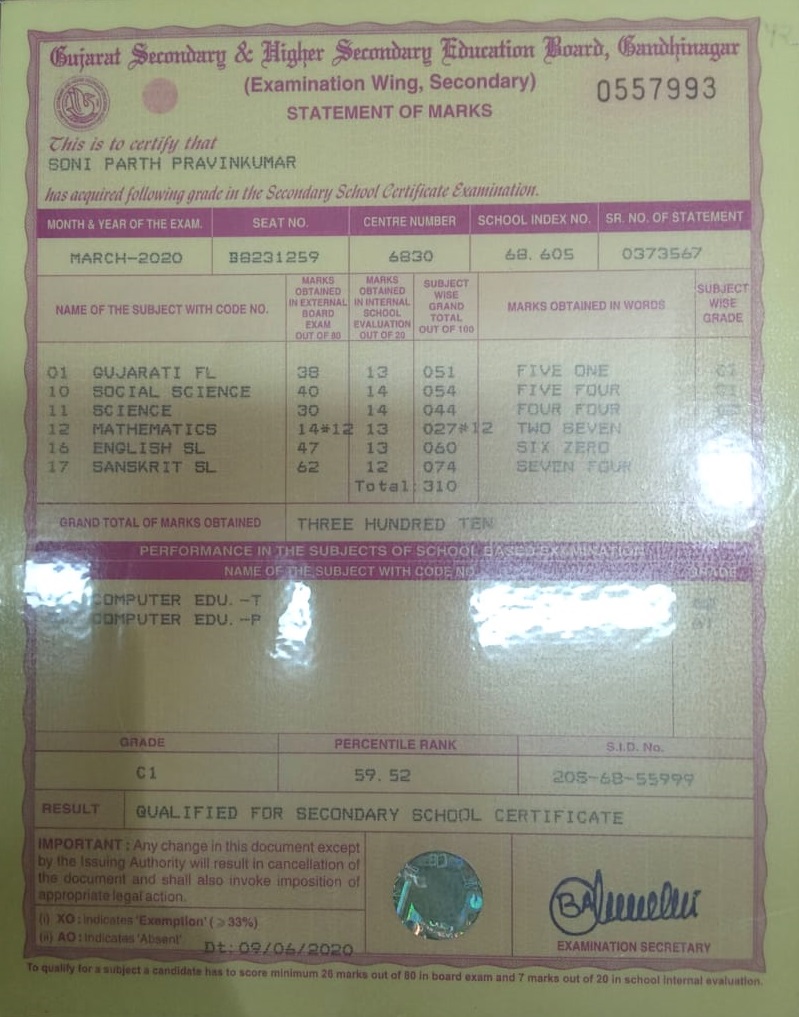 Gujarat Secondary & Higher Secondary Education Board, Gandhinagar
(Examination Wing, Secondary)
0557993
STATEMENT OF MARKS
This is to certify that
SONI PARTH PRAVINKUMAR
has acquired following grade in the Secondary School Certificate Examination.
MONTH & YEAR OF THE EXAM. SEAT NO. CENTRE NUMBER SCHOOL INDEX NO. SR. NO. OF STATEMENT
MARCH-2020 B8231259 6830 68.605 0373567
NAME OF THE SUBJECT WITH CODE NO.
MARKS OBTAINED IN EXTERNAL BOARD EXAM OUT OF 80
MARKS OBTAINED IN INTERNAL SCHOOL EVALUATION OUT OF 20
SUBJECT WISE GRAND TOTAL OUT OF 100
MARKS OBTAINED IN WORDS
SUBJECT WISE GRADE
01 GUJARATI FL 38 13 051 FIVE ONE C1
10 SOCIAL SCIENCE 40 14 054 FIVE FOUR C1
11 SCIENCE 30 14 044 FOUR FOUR
12 MATHEMATICS 14*12 13 027*12 TWO SEVEN
16 ENGLISH SL 47 13 060 SIX ZERO
17 SANSKRIT SL 62 12 074 SEVEN FOUR
Total: 310
GRAND TOTAL OF MARKS OBTAINED THREE HUNDRED TEN
PERFORMANCE IN THE SUBJECTS OF SCHOOL BASED EXAMINATION
NAME OF THE SUBJECT WITH CODE NO. GRADE
COMPUTER EDU. -T
COMPUTER EDU. -P
GRADE PERCENTILE RANK S.I.D. No.
C1 59.52 205-68-55999
RESULT QUALIFIED FOR SECONDARY SCHOOL CERTIFICATE
IMPORTANT : Any change in this document except
by the Issuing Authority will result in cancellation of
the document and shall also invoke imposition of
appropriate legal action.
(i) XO : indicates 'Exemption' (≥33%)
(ii) AO : Indicates 'Absent'
Dt: 09/06/2020
EXAMINATION SECRETARY
To qualify for a subject a candidate has to score minimum 26 marks out of 80 in board exam and 7 marks out of 20 in school internal evaluation.